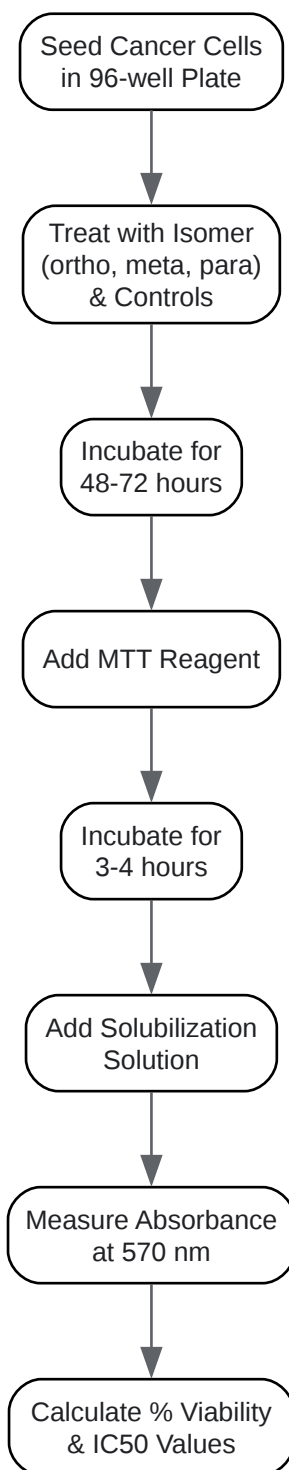 Seed Cancer Cells
in 96-well Plate
Treat with Isomer
(ortho, meta, para)
& Controls
Incubate for
48-72 hours
Add MTT Reagent
Incubate for
3-4 hours
Add Solubilization
Solution
Measure Absorbance
at 570 nm
Calculate % Viability
& IC50 Values